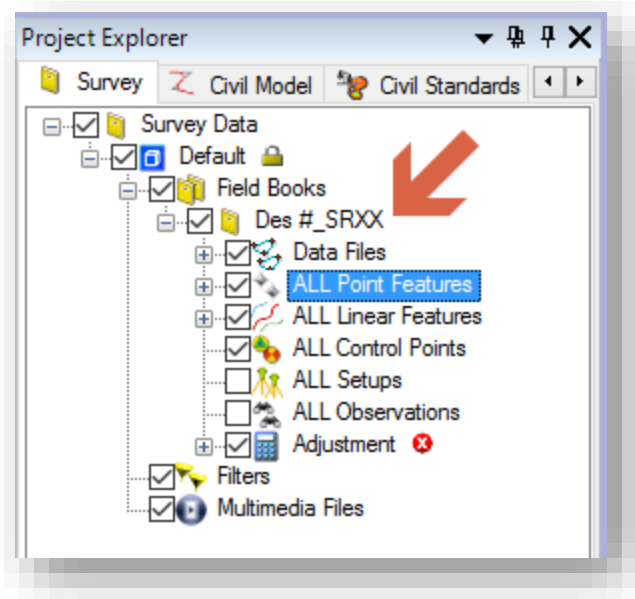 Project Explorer
Survey Civil Model Civil Standards
Survey Data
Default
Field Books
Des #_SRXX
Data Files
ALL Point Features
ALL Linear Features
ALL Control Points
ALL Setups
ALL Observations
Adjustment
Filters
Multimedia Files